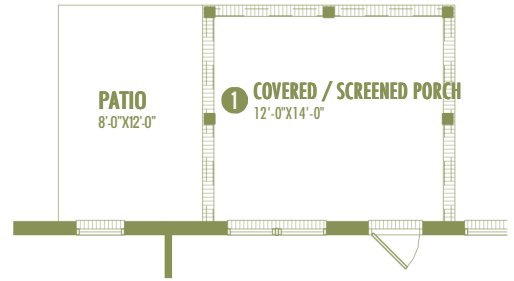 PATIO
8'-0"X12'-0"
1
COVERED / SCREENED PORCH
12'-0"X14'-0"